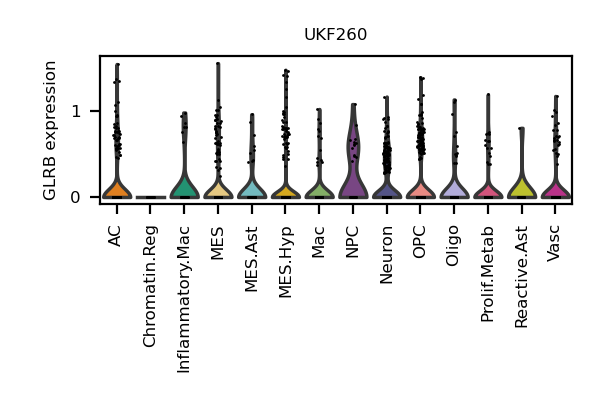 UKF260
GLRB expression
1
0
AC
Chromatin.Reg
Inflammatory.Mac
MES
MES.Ast
MES.Hyp
Mac
NPC
Neuron
OPC
Oligo
Prolif.Metab
Reactive.Ast
Vasc